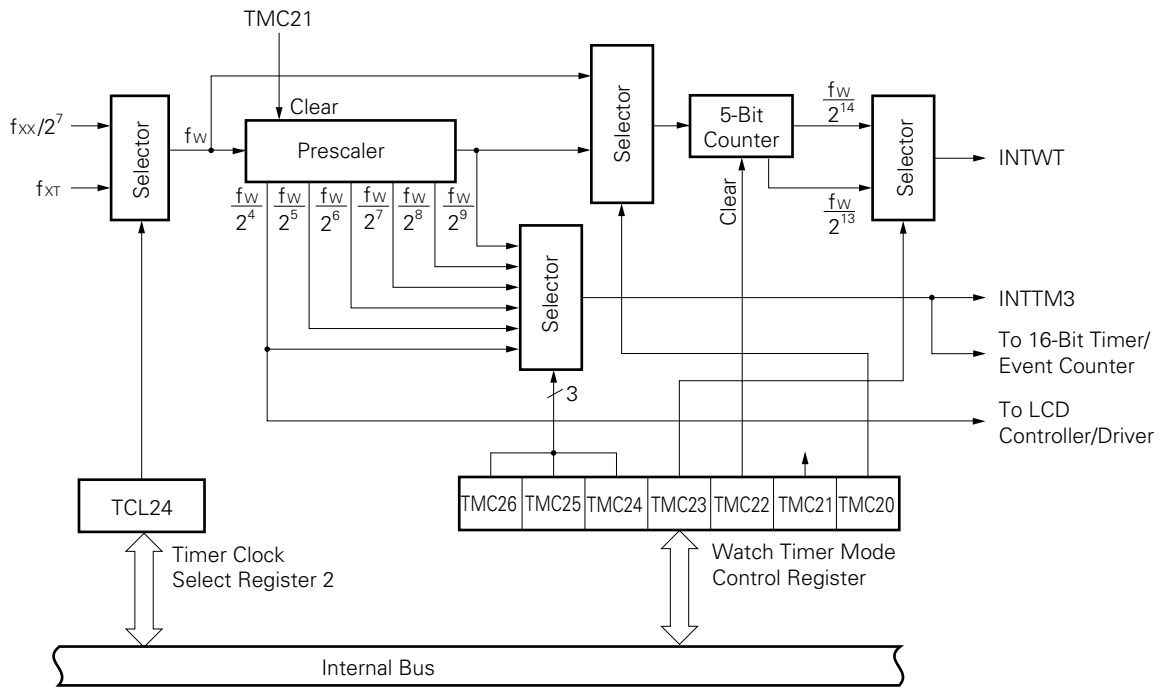 TMC21
Clear
fXX/2^7
fXT
Selector
fW
Prescaler
fW/2^4
fW/2^5
fW/2^6
fW/2^7
fW/2^8
fW/2^9
Selector
Selector
5-Bit
Counter
Clear
fW/2^14
fW/2^13
Selector
INTWT
INTTM3
To 16-Bit Timer/
Event Counter
To LCD
Controller/Driver
3
TCL24
TMC26 TMC25 TMC24 TMC23 TMC22 TMC21 TMC20
Timer Clock
Select Register 2
Watch Timer Mode
Control Register
Internal Bus